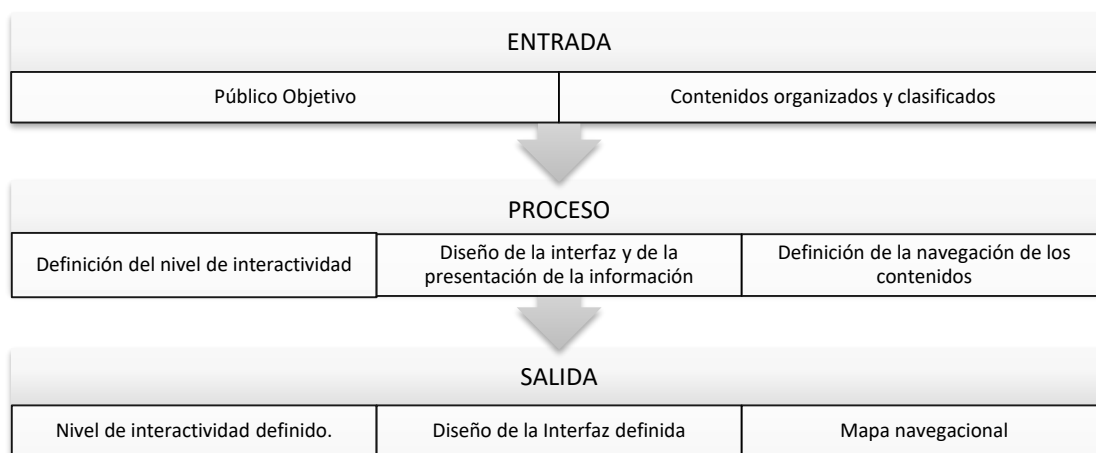 ENTRADA
Público Objetivo
Contenidos organizados y clasificados
PROCESO
Definición del nivel de interactividad
Diseño de la interfaz y de la
presentación de la información
Definición de la navegación de los
contenidos
SALIDA
Nivel de interactividad definido.
Diseño de la Interfaz definida
Mapa navegacional